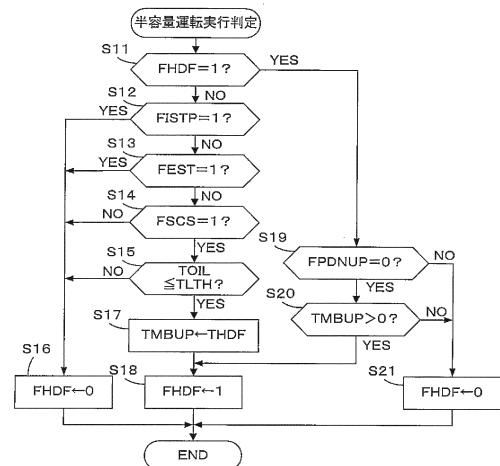 半容量運転実行判定
S11
FHDF=1?
YES
NO
S12
YES
FISTP=1?
NO
S13
YES
FEST=1?
NO
S14
NO
FSCS=1?
YES
S15
NO
TOIL
≦TLTH?
YES
S17
TMBUP←THDF
S19
FPDNUP=0?
NO
YES
S20
TMBUP>0?
NO
YES
S16
FHDF←0
S18
FHDF←1
S21
FHDF←0
END